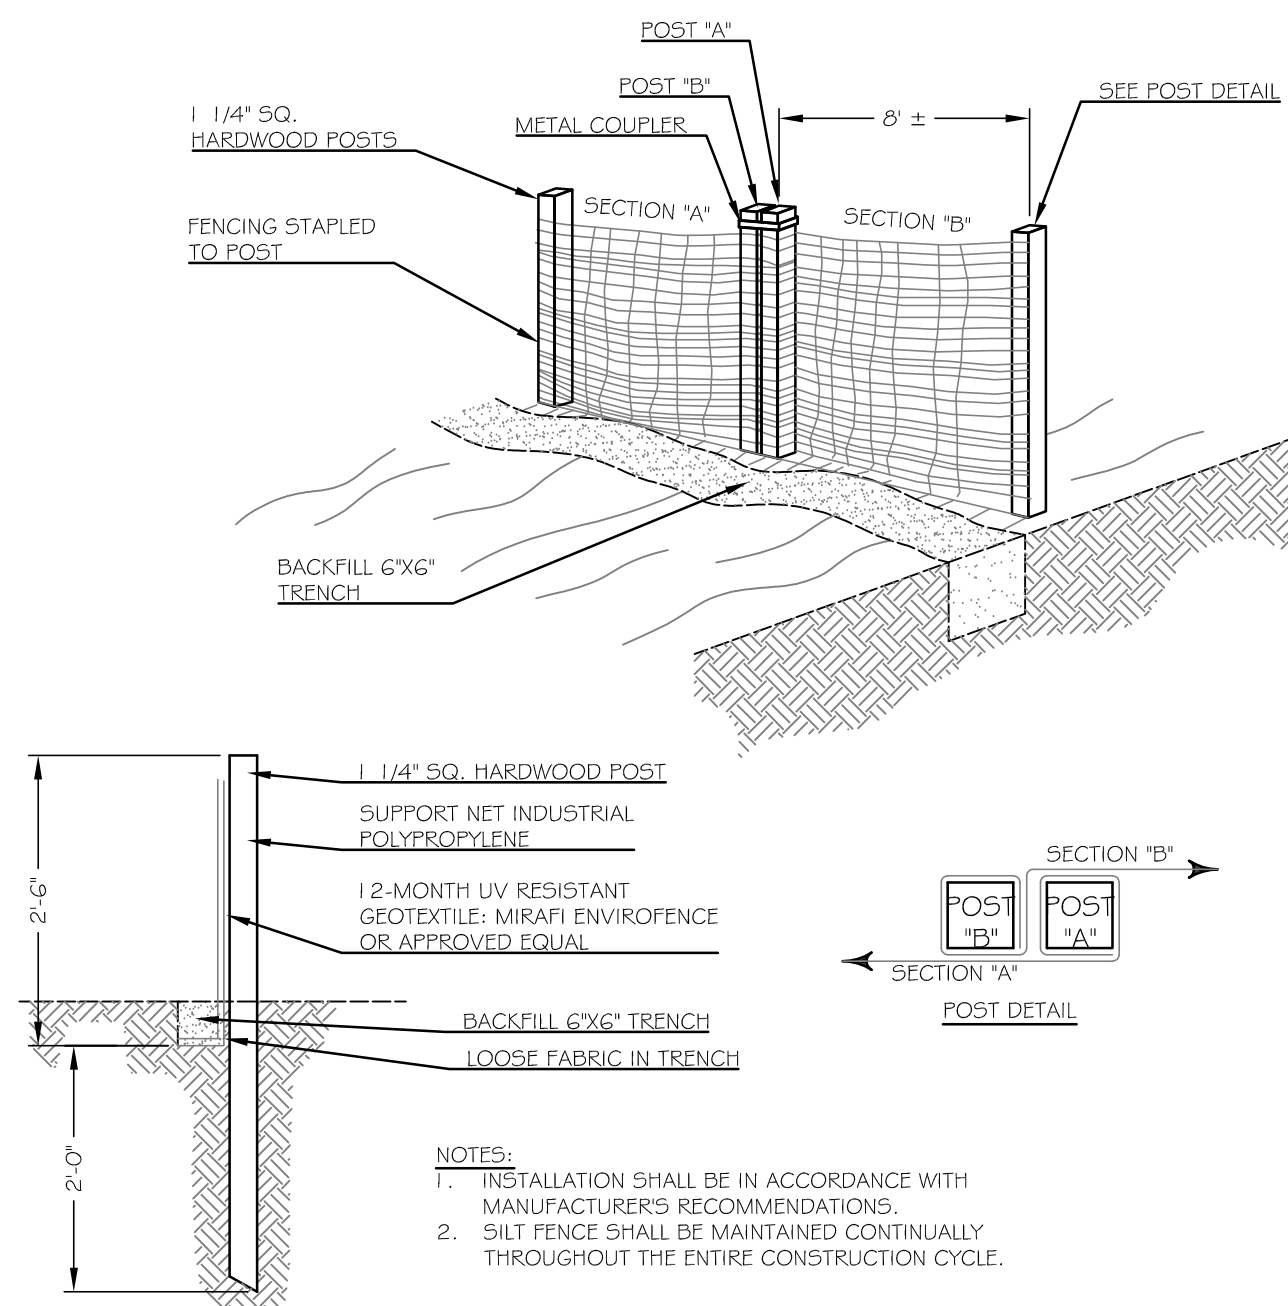 POST "A"
POST "B"
METAL COUPLER
8' ±
SEE POST DETAIL
1 1/4" SQ.
HARDWOOD POSTS
SECTION "A"
SECTION "B"
FENCING STAPLED
TO POST
BACKFILL 6"X6"
TRENCH
1 1/4" SQ. HARDWOOD POST
SUPPORT NET INDUSTRIAL
POLYPROPYLENE
12-MONTH UV RESISTANT
GEOTEXTILE: MIRAFI ENVIROFENCE
OR APPROVED EQUAL
2'-6"
BACKFILL 6"X6" TRENCH
LOOSE FABRIC IN TRENCH
2'-0"
SECTION "B"
POST
"B"
POST
"A"
SECTION "A"
POST DETAIL
NOTES:
1. INSTALLATION SHALL BE IN ACCORDANCE WITH
MANUFACTURER'S RECOMMENDATIONS.
2. SILT FENCE SHALL BE MAINTAINED CONTINUALLY
THROUGHOUT THE ENTIRE CONSTRUCTION CYCLE.